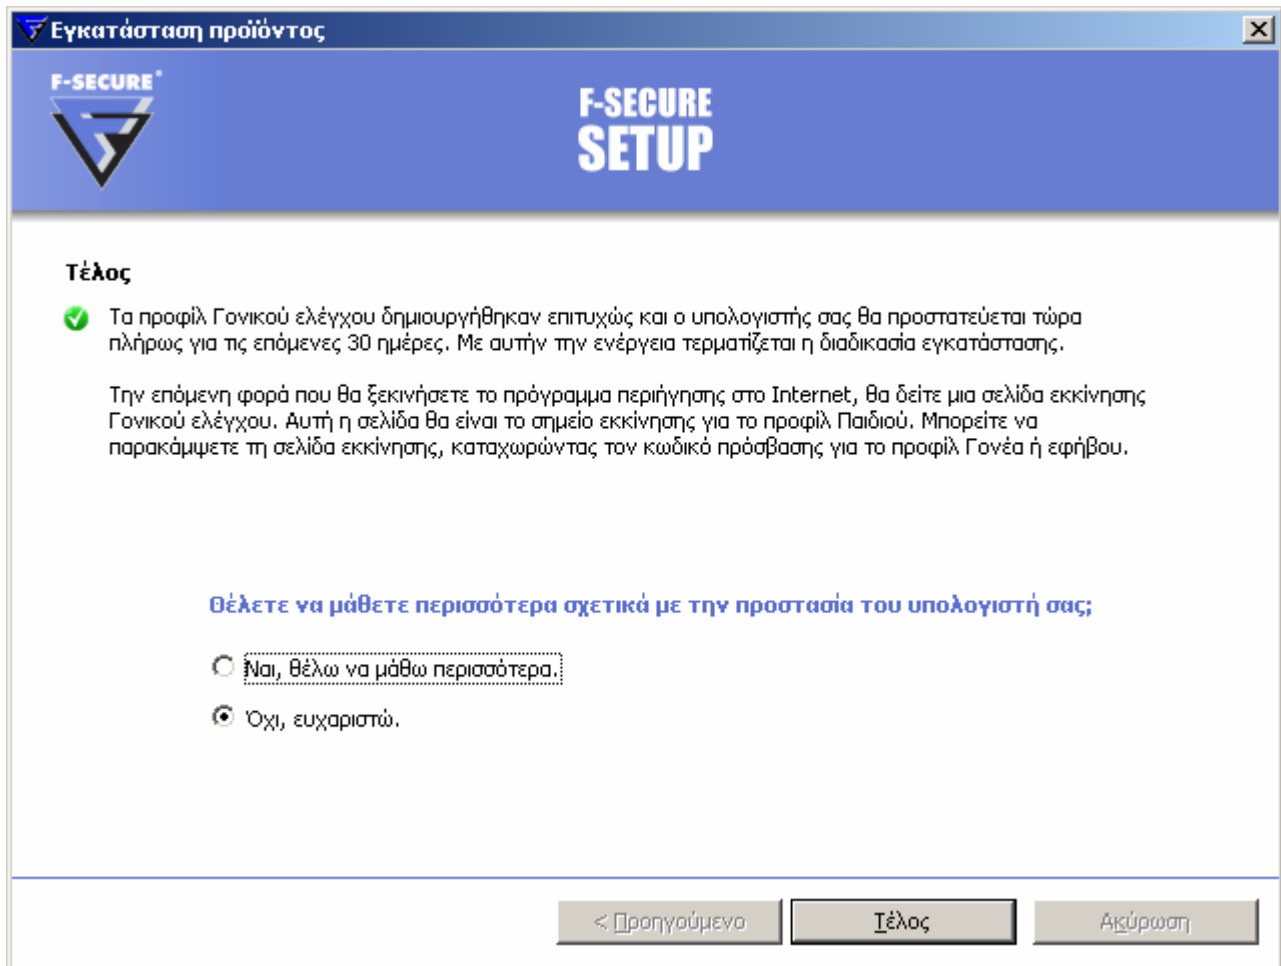 Εγκατάσταση προϊόντος
F-SECURE®
F-SECURE
SETUP
Τέλος
Τα προφίλ Γονικού ελέγχου δημιουργήθηκαν επιτυχώς και ο υπολογιστής σας θα προστατεύεται τώρα
πλήρως για τις επόμενες 30 ημέρες. Με αυτήν την ενέργεια τερματίζεται η διαδικασία εγκατάστασης.
Την επόμενη φορά που θα ξεκινήσετε το πρόγραμμα περιήγησης στο Internet, θα δείτε μια σελίδα εκκίνησης
Γονικού ελέγχου. Αυτή η σελίδα θα είναι το σημείο εκκίνησης για το προφίλ Παιδιού. Μπορείτε να
παρακάμψετε τη σελίδα εκκίνησης, καταχωρώντας τον κωδικό πρόσβασης για το προφίλ Γονέα ή εφήβου.
Θέλετε να μάθετε περισσότερα σχετικά με την προστασία του υπολογιστή σας;
Ναι, θέλω να μάθω περισσότερα.
Όχι, ευχαριστώ.
< Προηγούμενο
Τέλος
Ακύρωση